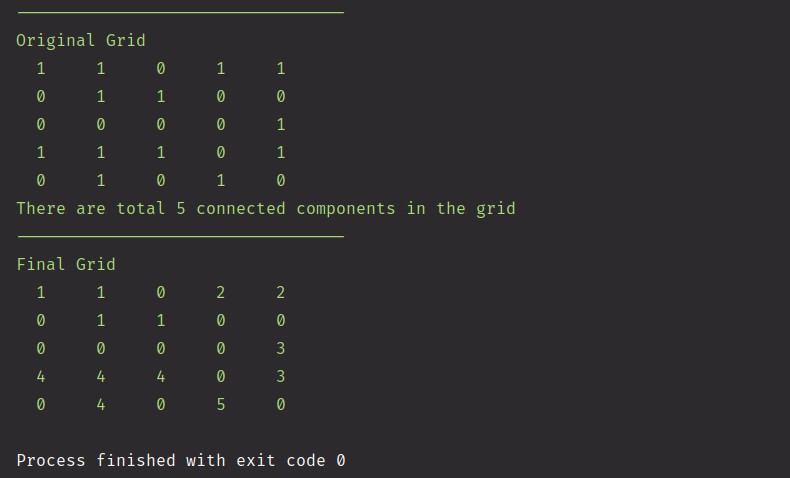 Original Grid
1 1 0 1 1
0 1 1 0 0
0 0 0 0 1
1 1 1 0 1
0 1 0 1 0
There are total 5 connected components in the grid
Final Grid
1 1 0 2 2
0 1 1 0 0
0 0 0 0 3
4 4 4 0 3
0 4 0 5 0
Process finished with exit code 0